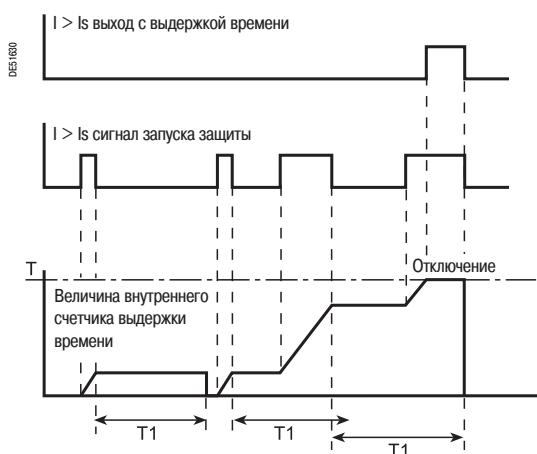 I > Is выход с выдержкой времени
DE51630
I > Is сигнал запуска защиты
T
Отключение
Величина внутреннего
счетчика выдержки
времени
T1
T1
T1